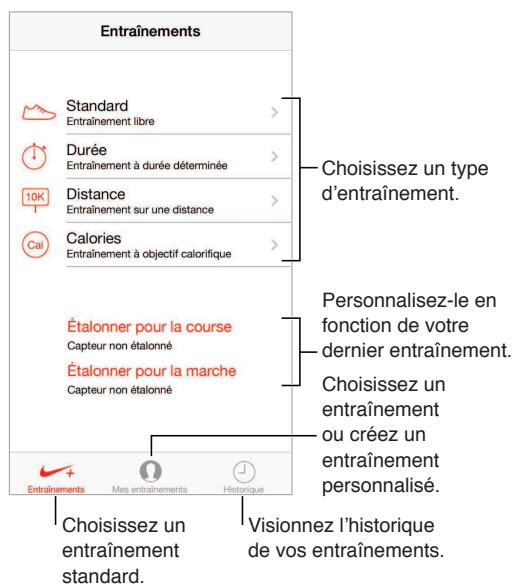 Entraînements
Standard
Entraînement libre
Durée
Entraînement à durée déterminée
10K
Distance
Entraînement sur une distance
Cal
Calories
Entraînement à objectif calorifique
Choisissez un type
d'entraînement.
Étalonner pour la course
Capteur non étalonné
Étalonner pour la marche
Capteur non étalonné
Personnalisez-le en
fonction de votre
dernier entraînement.
Choisissez un
entraînement
ou créez un
entraînement
personnalisé.
Entraînements
Mes entraînements
Historique
Choisissez un
entraînement
standard.
Visionnez l'historique
de vos entraînements.